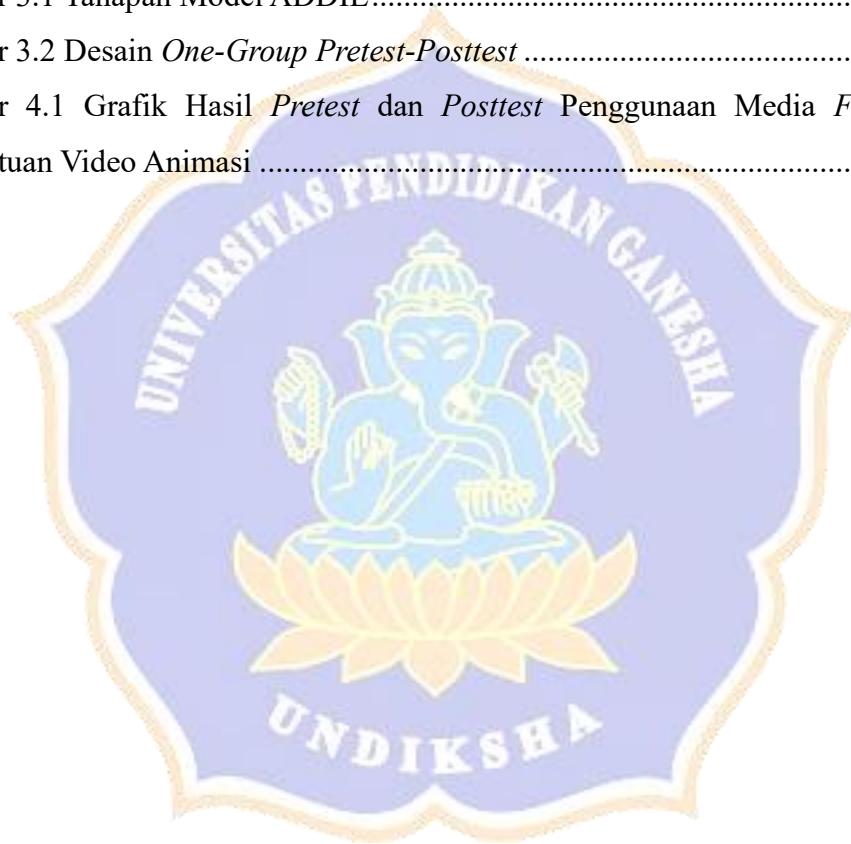 r 3.1 Tahapan Model ADDIE....................................................................
r 3.2 Desain One-Group Pretest-Posttest ..............................................
r 4.1 Grafik Hasil Pretest dan Posttest Penggunaan Media F
tuan Video Animasi ..................................................................................
UNIVERSITAS PENDIDIKAN GANESHA
UNDIKSHA